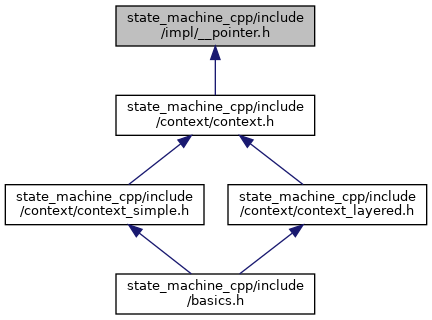 state_machine_cpp/include
/impl/__pointer.h
state_machine_cpp/include
/context/context.h
state_machine_cpp/include
/context/context_simple.h
state_machine_cpp/include
/context/context_layered.h
state_machine_cpp/include
/basics.h